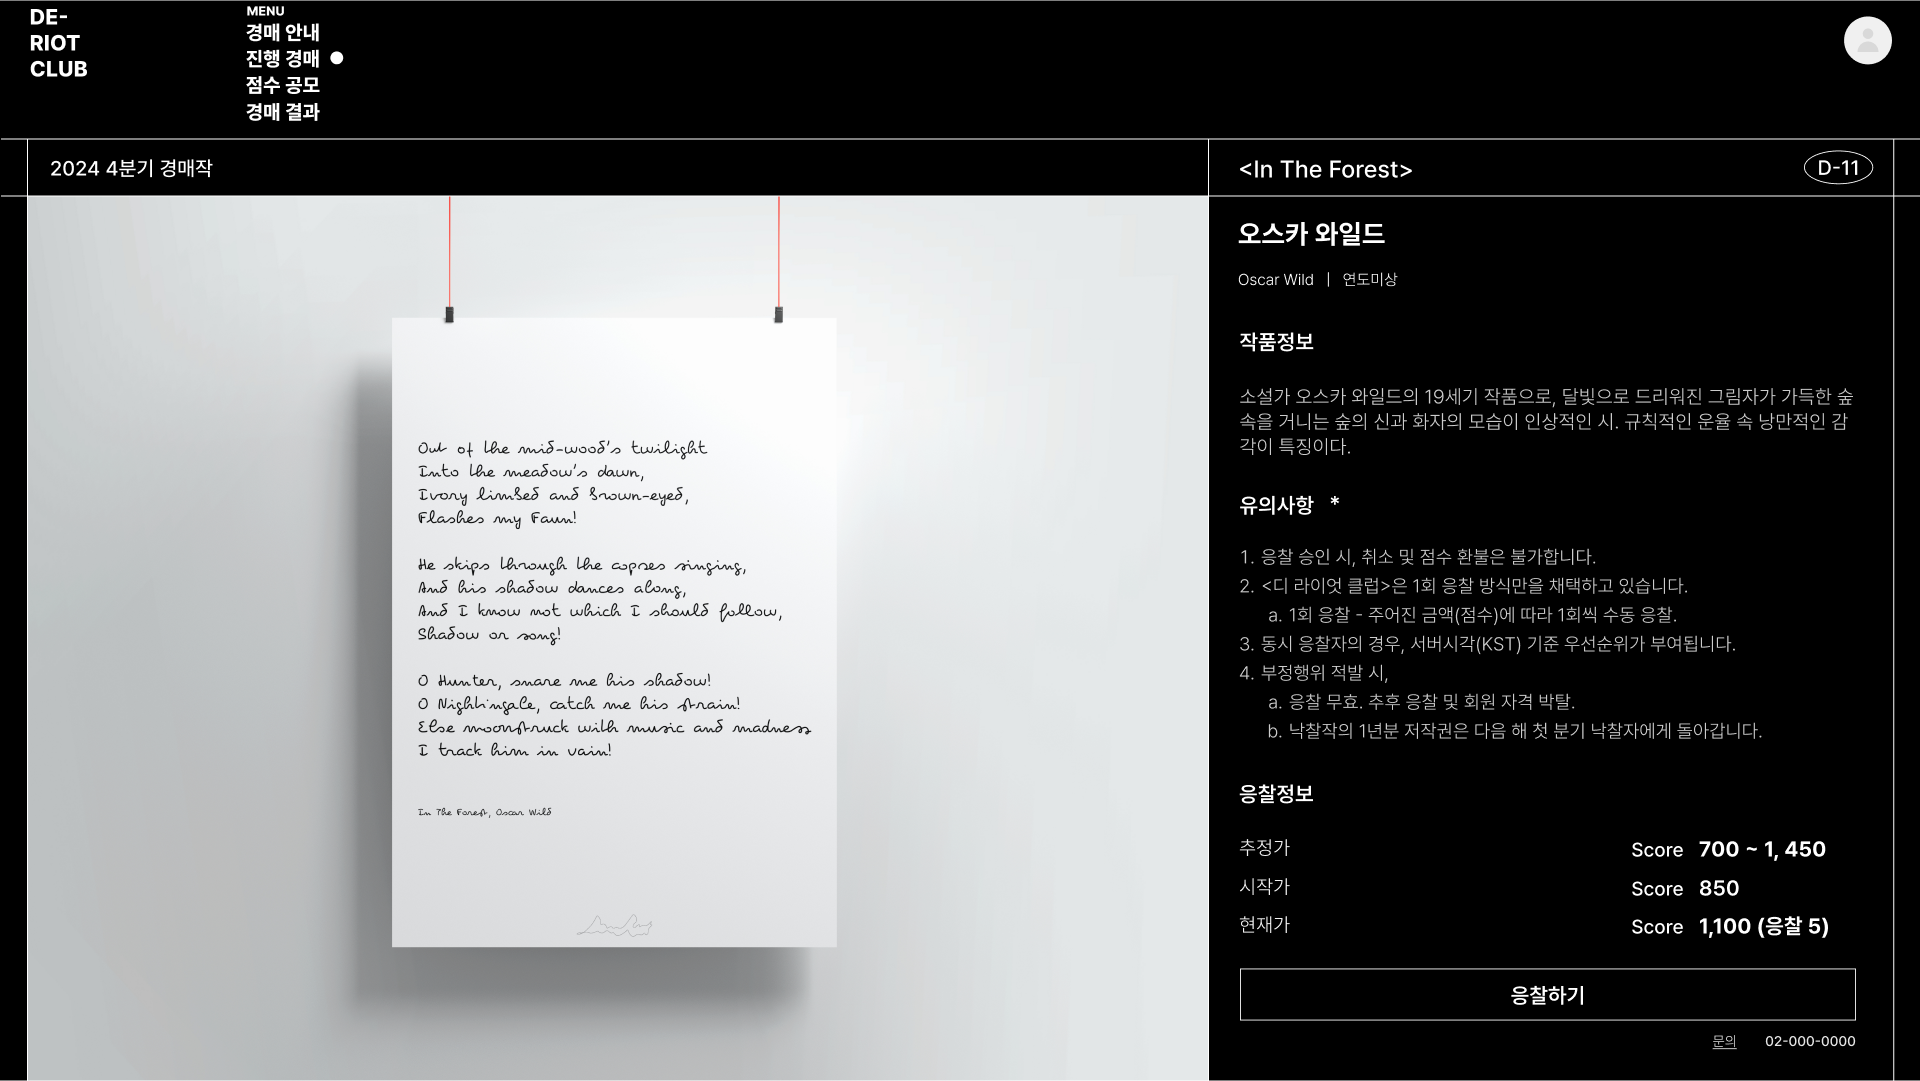 DE-
RIOT
CLUB
MENU
경매 안내
진행 경매
점수 공모
경매 결과
2024 4분기 경매작
<In The Forest>
D-11
Out of the mid-wood's twilight
Into the meadow's dawn,
Ivory limbed and brown-eyed,
Flashes my Faun!
He skips through the copses singing,
And his shadow dances along,
And I know not which I should follow,
Shadow or song!
O Hunter, snare me his shadow!
O Nightingale, catch me his strain!
Else moonstruck with music and madness
I track him in vain!
In The Forest, Oscar Wild
오스카 와일드
Oscar Wild | 연도미상
작품정보
소설가 오스카 와일드의 19세기 작품으로, 달빛으로 드리워진 그림자가 가득한 숲
속을 거니는 숲의 신과 화자의 모습이 인상적인 시. 규칙적인 운율 속 낭만적인 감
각이 특징이다.
유의사항 *
1. 응찰 승인 시, 취소 및 점수 환불은 불가합니다.
2. <디 라이엇 클럽>은 1회 응찰 방식만을 채택하고 있습니다.
a. 1회 응찰 - 주어진 금액(점수)에 따라 1회씩 수동 응찰.
3. 동시 응찰자의 경우, 서버시각(KST) 기준 우선순위가 부여됩니다.
4. 부정행위 적발 시,
a. 응찰 무효. 추후 응찰 및 회원 자격 박탈.
b. 낙찰작의 1년분 저작권은 다음 해 첫 분기 낙찰자에게 돌아갑니다.
응찰정보
추정가 Score 700 ~ 1, 450
시작가 Score 850
현재가 Score 1,100 (응찰 5)
응찰하기
문의 02-000-0000